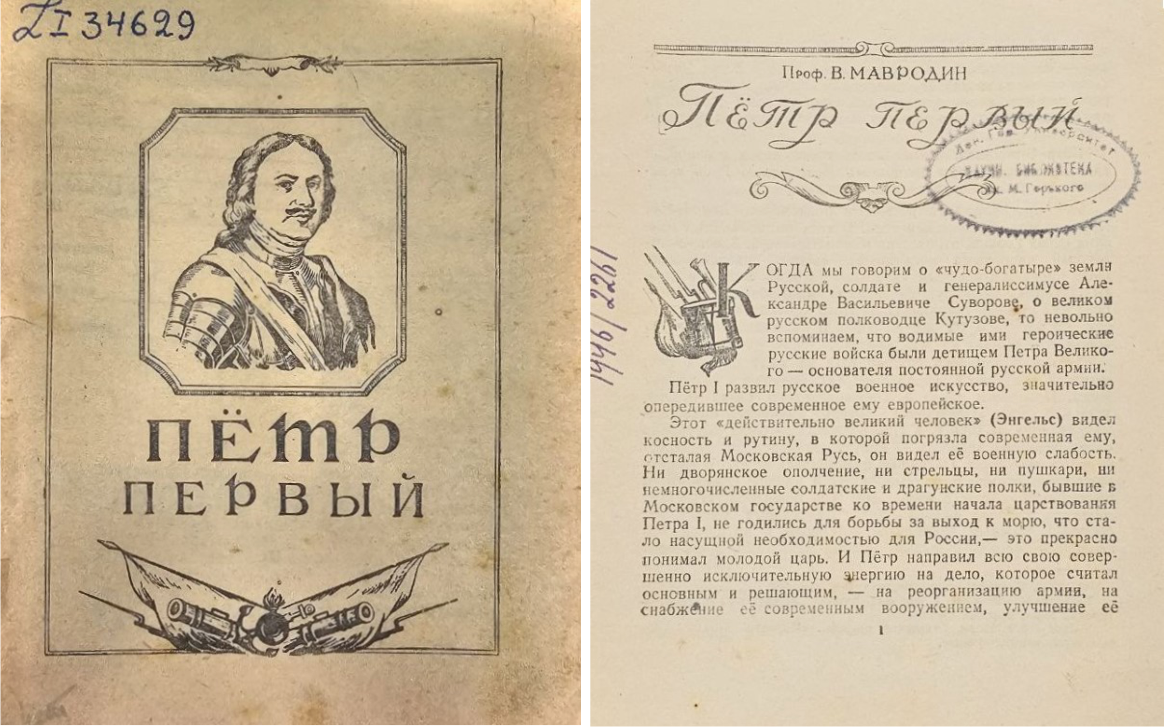 ZI 34629
ПЁТР
ПЕРВЫЙ
Проф. В. МАВРОДИН
Пётр первый
Лен. Гос. Университет
НАУЧН. БИБЛИОТЕКА
им. М. Горького
1946/2261
КОГДА мы говорим о «чудо-богатыре» земли
Русской, солдате и генералиссимусе Але-
ксандре Васильевиче Суворове, о великом
русском полководце Кутузове, то невольно
вспоминаем, что водимые ими героические
русские войска были детищем Петра Велико-
го — основателя постоянной русской армии.
Пётр I развил русское военное искусство, значительно
опередившее современное ему европейское.
Этот «действительно великий человек» (Энгельс) видел
косность и рутину, в которой погрязла современная ему,
отсталая Московская Русь, он видел её военную слабость.
Ни дворянское ополчение, ни стрельцы, ни пушкари, ни
немногочисленные солдатские и драгунские полки, бывшие в
Московском государстве ко времени начала царствования
Петра I, не годились для борьбы за выход к морю, что ста-
ло насущной необходимостью для России,— это прекрасно
понимал молодой царь. И Пётр направил всю свою совер-
шенно исключительную энергию на дело, которое считал
основным и решающим, — на реорганизацию армии, на
снабжение её современным вооружением, улучшение её
1